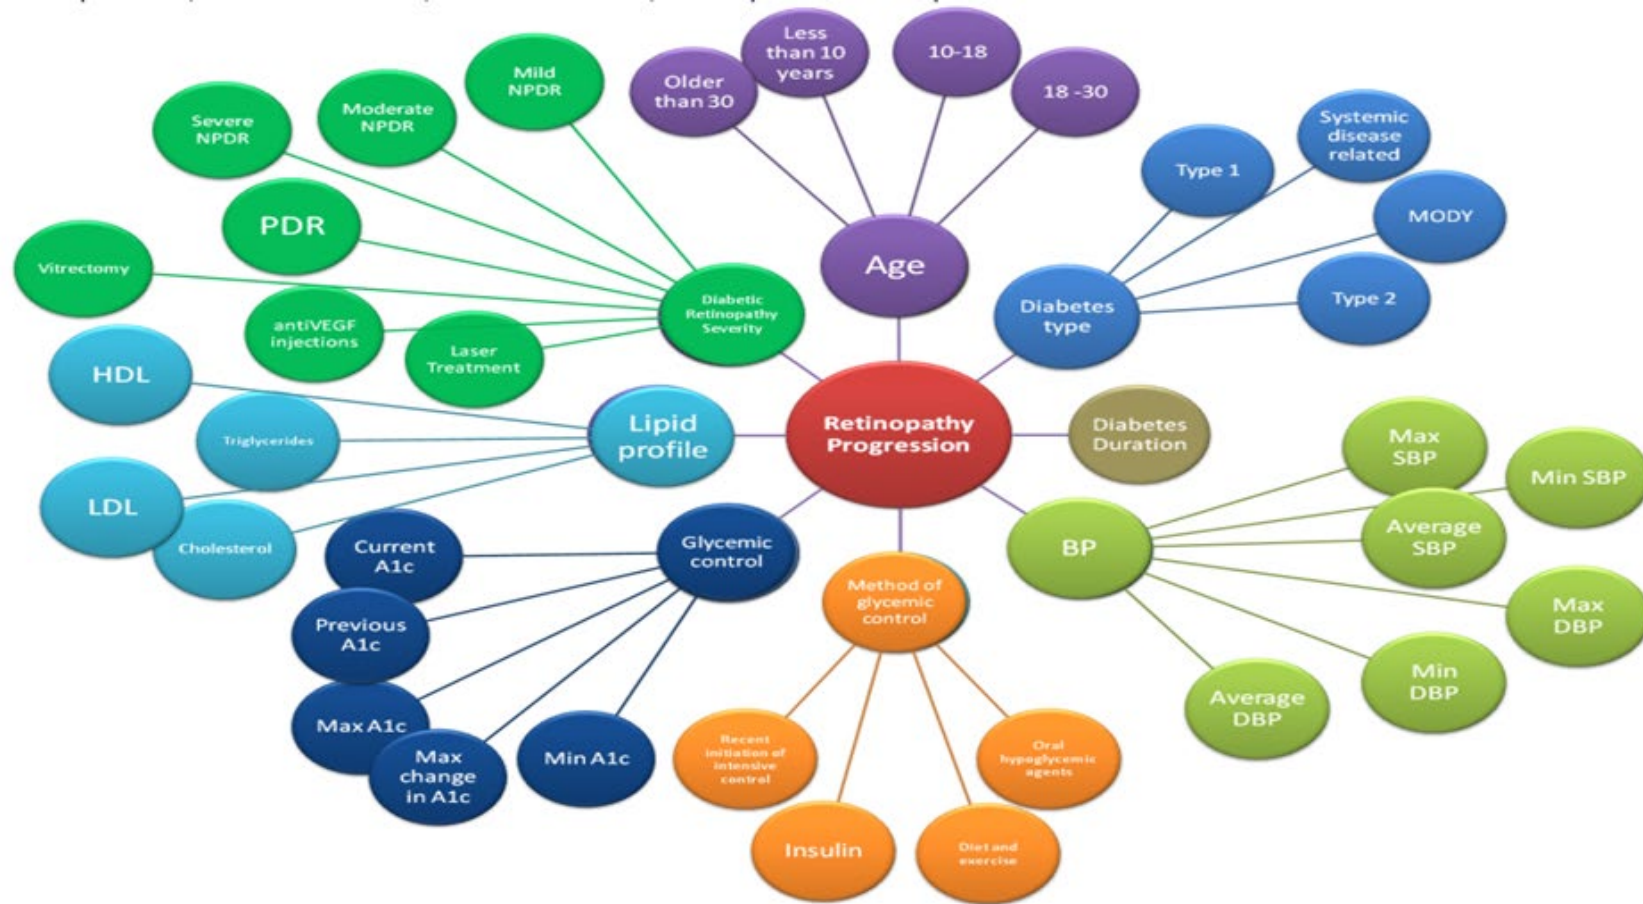 Less
than 10
years
10-18
Older
than 30
18 -30
Mild
NPDR
Moderate
NPDR
Severe
NPDR
PDR
Vitrectomy
antiVEGF
injections
Laser
Treatment
Diabetic
Retinopathy
Severity
Age
Diabetes
type
Type 1
Systemic
disease
related
MODY
Type 2
HDL
Triglycerides
LDL
Cholesterol
Lipid
profile
Retinopathy
Progression
Diabetes
Duration
Max
SBP
Min SBP
Average
SBP
BP
Max
DBP
Min
DBP
Average
DBP
Glycemic
control
Current
A1c
Previous
A1c
Max A1c
Max
change
in A1c
Min A1c
Method of
glycemic
control
Recent
initiation of
intensive
control
Oral
hypoglycemic
agents
Insulin
Diet and
exercise